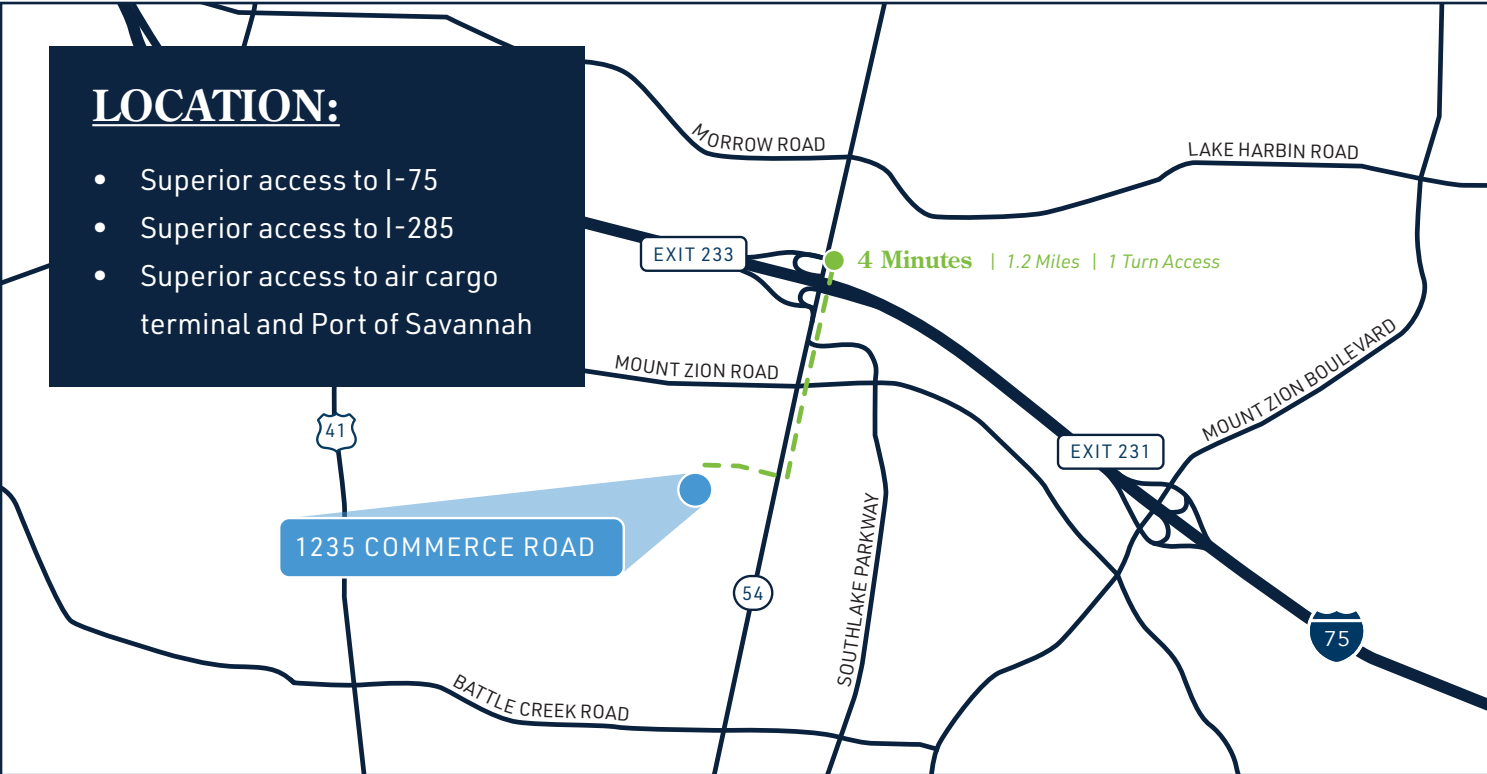 LOCATION:
• Superior access to I-75
• Superior access to I-285
• Superior access to air cargo
terminal and Port of Savannah
MORROW ROAD
LAKE HARBIN ROAD
EXIT 233
4 Minutes | 1.2 Miles | 1 Turn Access
MOUNT ZION ROAD
MOUNT ZION BOULEVARD
41
EXIT 231
1235 COMMERCE ROAD
SOUTHLAKE PARKWAY
54
75
BATTLE CREEK ROAD